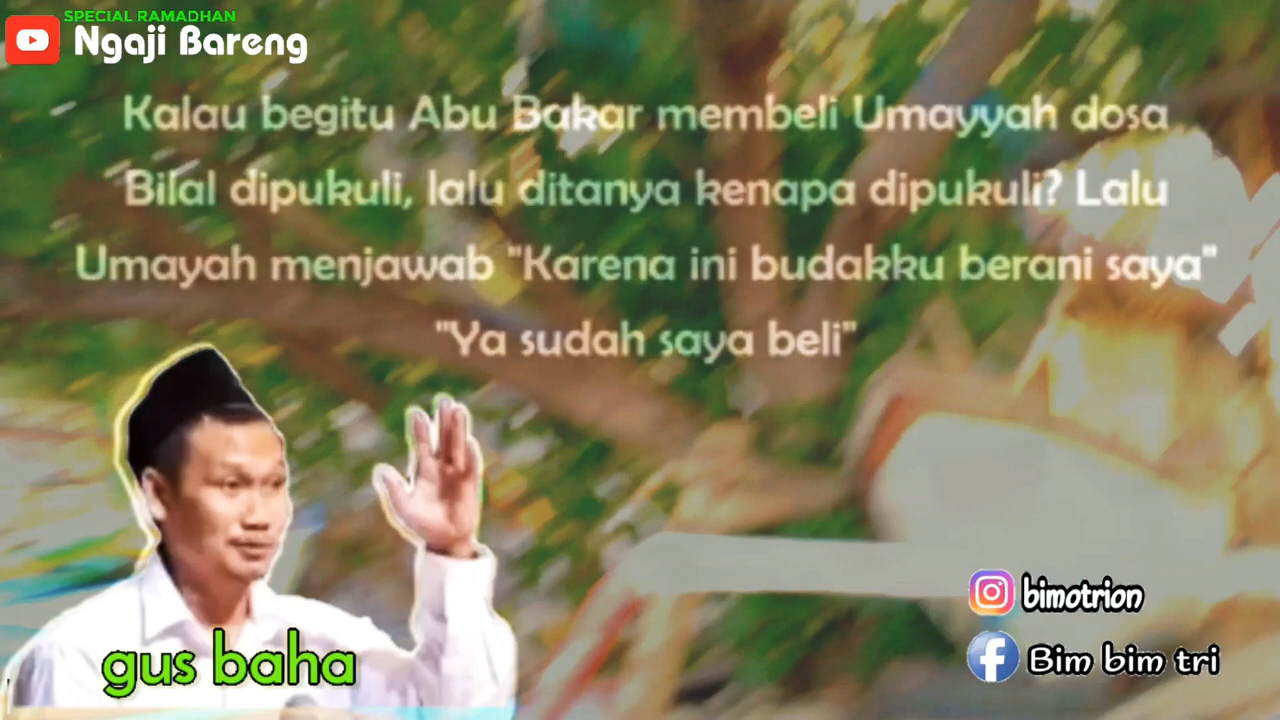 SPECIAL RAMADHAN
Ngaji Bareng
Kalau begitu Abu Bakar membeli Umayyah dosa
Bilal dipukuli, lalu ditanya kenapa dipukuli? Lalu
Umayah menjawab "Karena ini budakku berani saya"
"Ya sudah saya beli"
bimotrion
Bim bim tri
gus baha